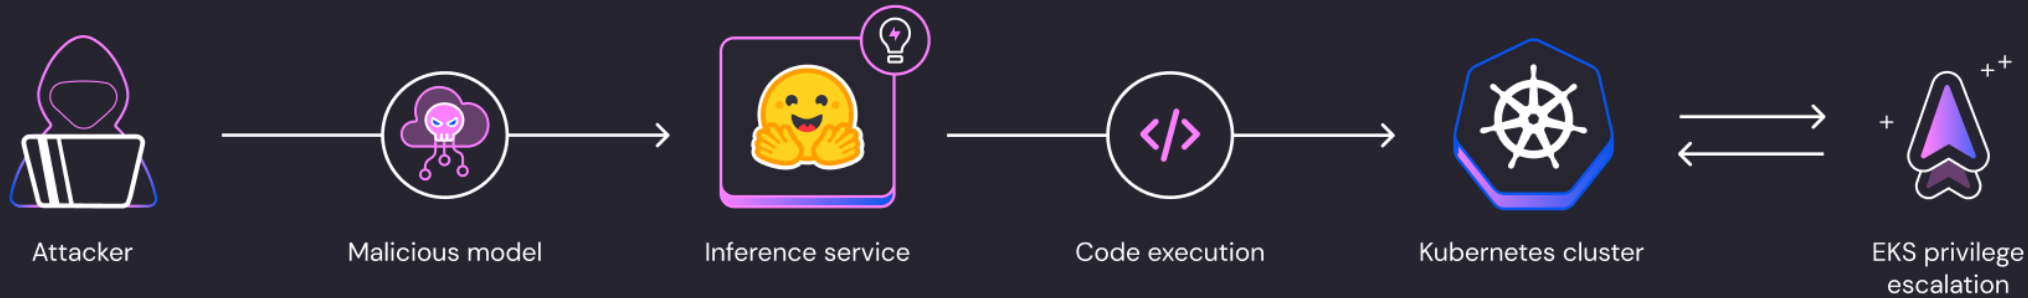 Attacker
Malicious model
Inference service
Code execution
Kubernetes cluster
EKS privilege
escalation